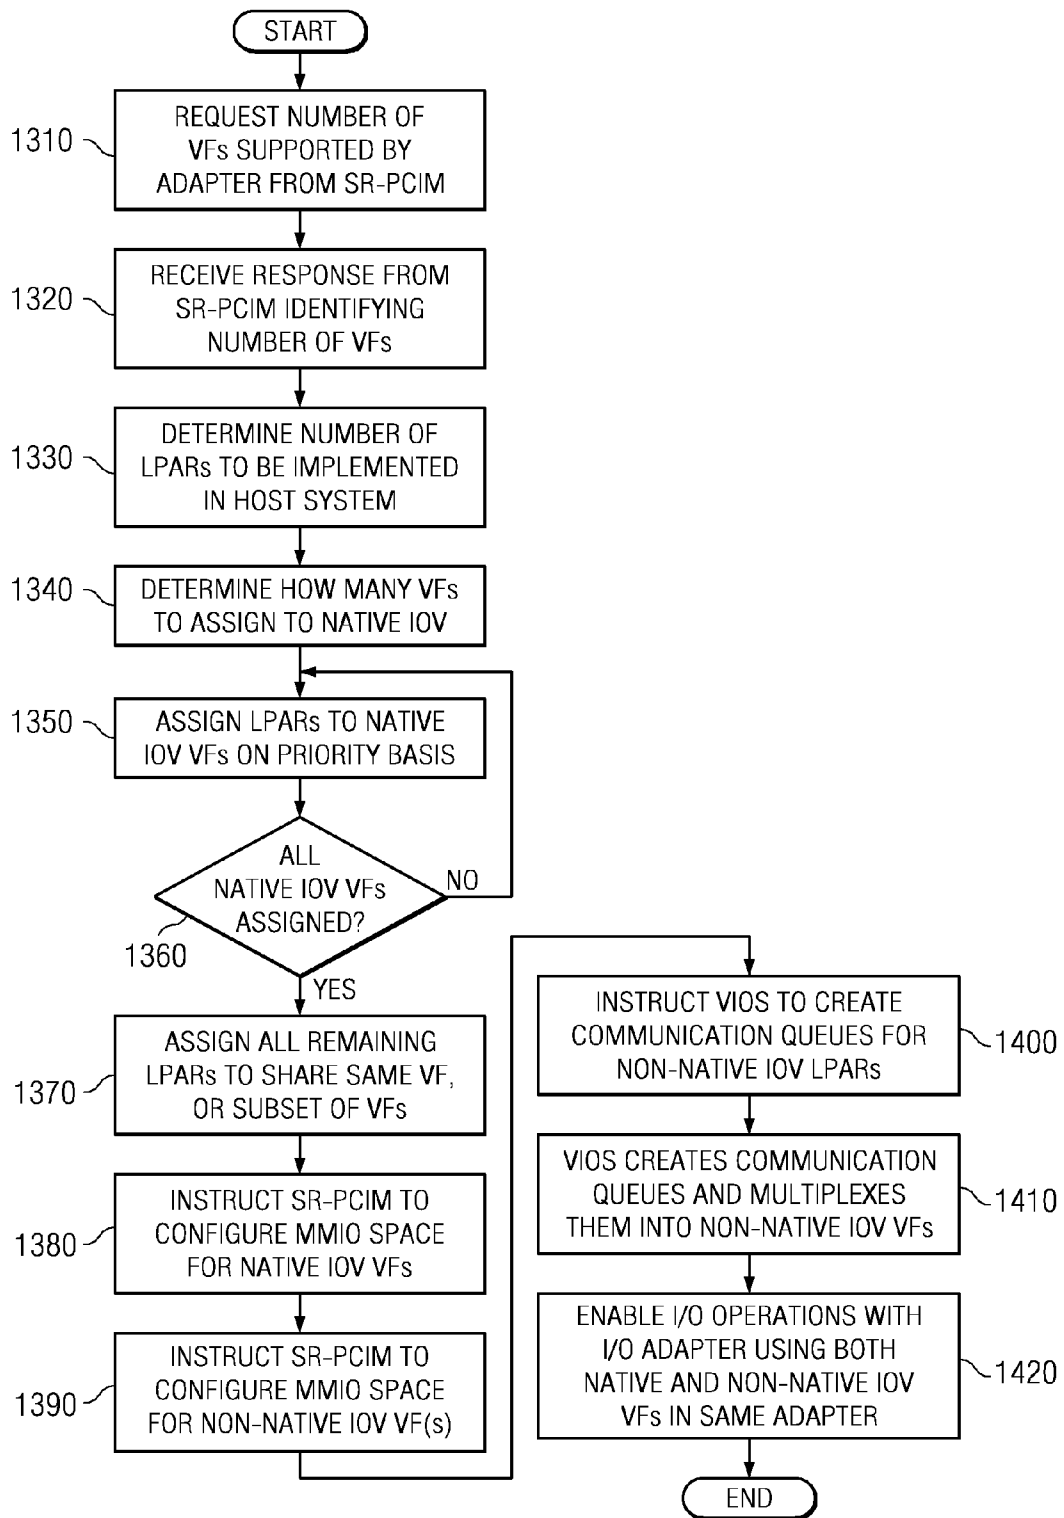 START
1310
REQUEST NUMBER OF
VFs SUPPORTED BY
ADAPTER FROM SR-PCIM
1320
RECEIVE RESPONSE FROM
SR-PCIM IDENTIFYING
NUMBER OF VFs
1330
DETERMINE NUMBER OF
LPARs TO BE IMPLEMENTED
IN HOST SYSTEM
1340
DETERMINE HOW MANY VFs
TO ASSIGN TO NATIVE IOV
1350
ASSIGN LPARs TO NATIVE
IOV VFs ON PRIORITY BASIS
ALL
NATIVE IOV VFs
ASSIGNED?
NO
1360
YES
1370
ASSIGN ALL REMAINING
LPARs TO SHARE SAME VF,
OR SUBSET OF VFs
1380
INSTRUCT SR-PCIM TO
CONFIGURE MMIO SPACE
FOR NATIVE IOV VFs
1390
INSTRUCT SR-PCIM TO
CONFIGURE MMIO SPACE
FOR NON-NATIVE IOV VF(s)
INSTRUCT VIOS TO CREATE
COMMUNICATION QUEUES FOR
NON-NATIVE IOV LPARs
1400
VIOS CREATES COMMUNICATION
QUEUES AND MULTIPLEXES
THEM INTO NON-NATIVE IOV VFs
1410
ENABLE I/O OPERATIONS WITH
I/O ADAPTER USING BOTH
NATIVE AND NON-NATIVE IOV
VFs IN SAME ADAPTER
1420
END